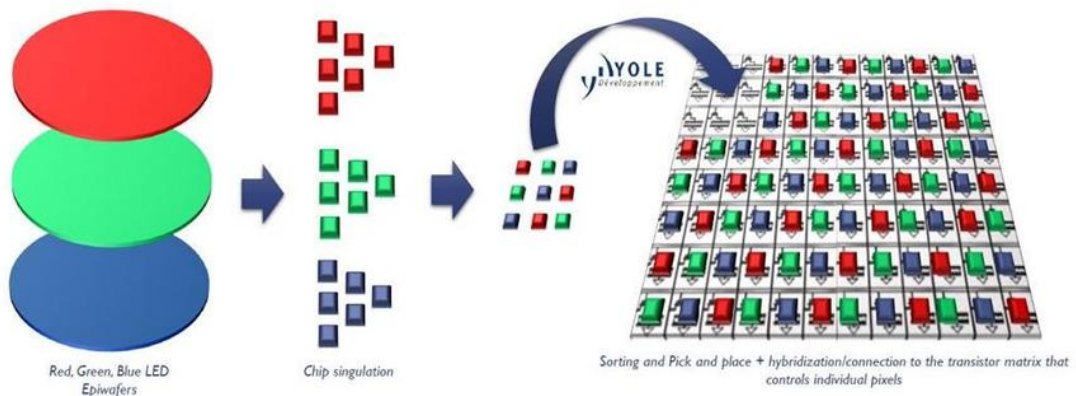 YOLE
Développement
Red, Green, Blue LED
Epiwafers
Chip singulation
Sorting and Pick and place + hybridization/connection to the transistor matrix that
controls individual pixels